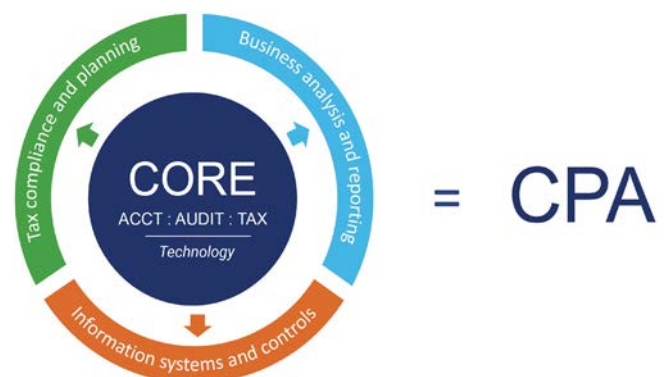 Tax compliance and planning
Business analysis and reporting
CORE
ACCT : AUDIT : TAX
Technology
= CPA
Information systems and controls